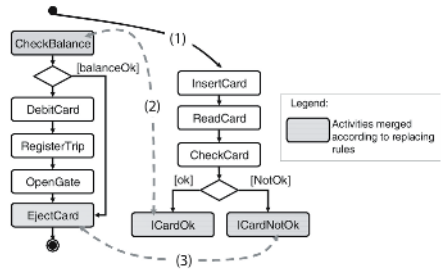 (1)
CheckBalance
[balanceOk]
DebitCard
RegisterTrip
OpenGate
EjectCard
(2)
InsertCard
ReadCard
CheckCard
[ok]
[NotOk]
ICardOk
ICardNotOk
(3)
Legend:
Activities merged
according to replacing
rules